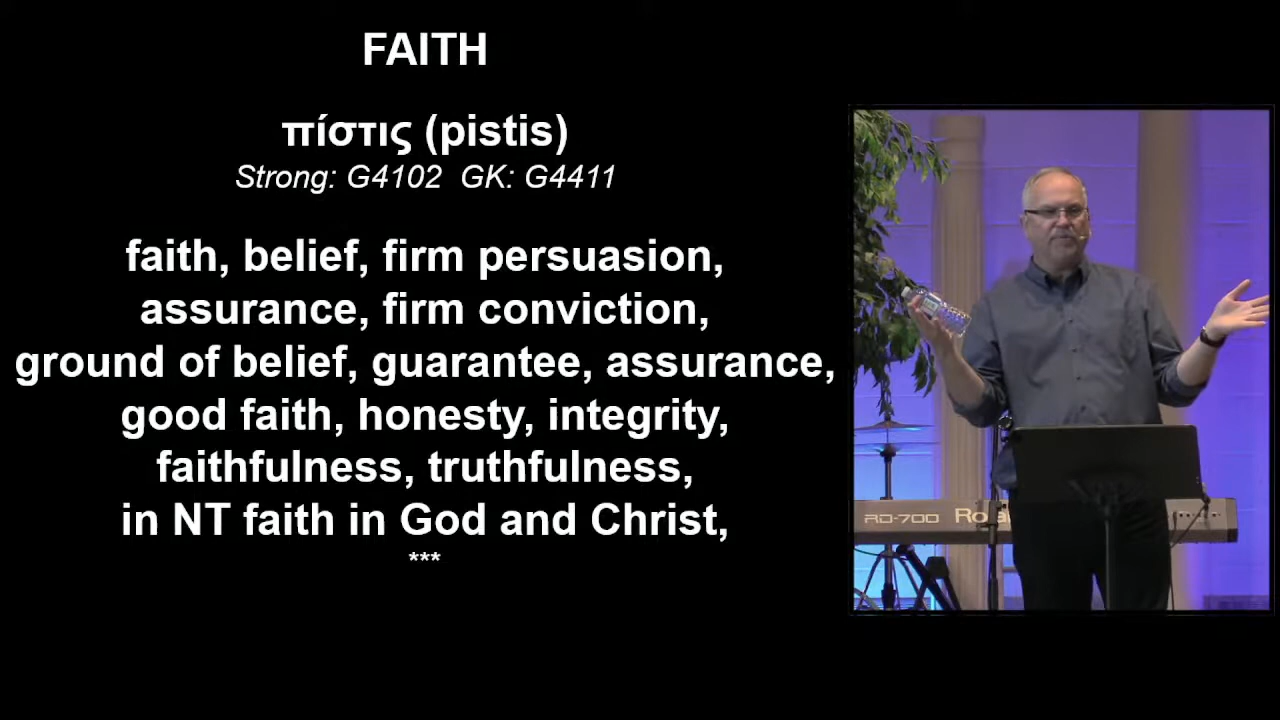 FAITH
πίστις (pistis)
Strong: G4102 GK: G4411
faith, belief, firm persuasion,
assurance, firm conviction,
ground of belief, guarantee, assurance,
good faith, honesty, integrity,
faithfulness, truthfulness,
in NT faith in God and Christ,
***
RD-700 Rola